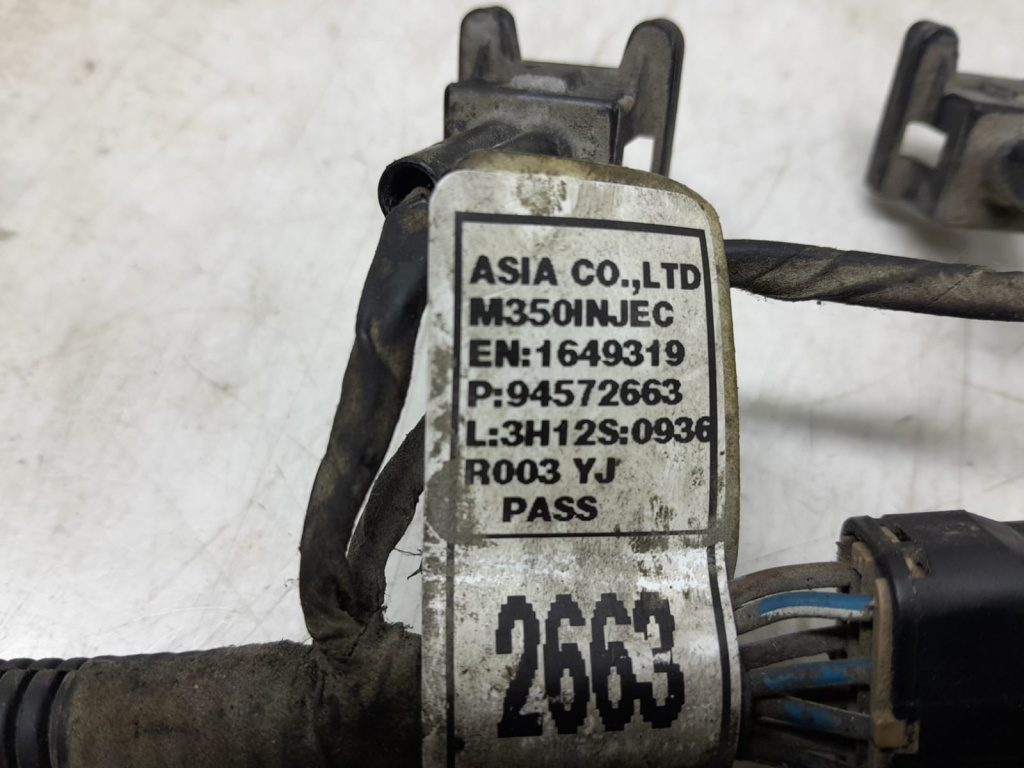 ASIA CO.,LTD
M350INJEC
EN:1649319
P:94572663
L:3H12S:0936
R003 YJ
PASS
2663